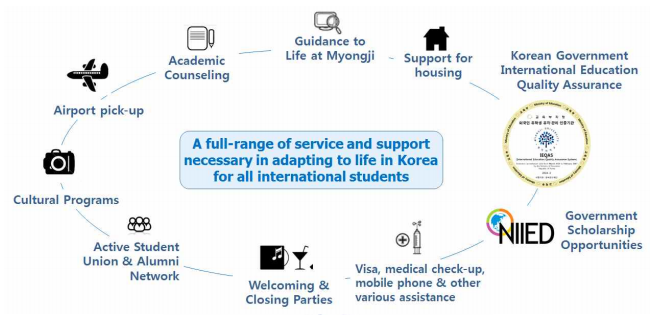 Guidance to
Life at Myongji
Academic
Counseling
Support for
housing
Korean Government
International Education
Quality Assurance
Airport pick-up
A full-range of service and support
necessary in adapting to life in Korea
for all international students
IEQAS
Cultural Programs
NIIED
Government
Scholarship
Opportunities
Active Student
Union & Alumni
Network
Welcoming &
Closing Parties
Visa, medical check-up,
mobile phone & other
various assistance